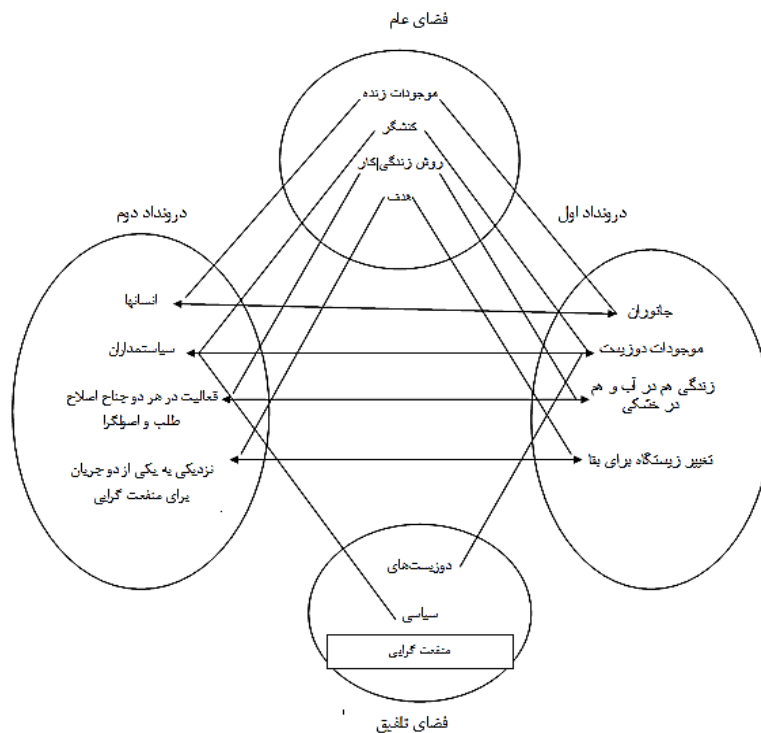 فضای عام
موجودات زنده
کنشگر
روش زندگی|کار
هدف
درونداد اول
درونداد دوم
جانوران
انسانها
موجودات دوزیست
سیاستمداران
زندگی هم در آب و هم
در خشکی
فعالیت در هر دو جناح اصلاح
طلب و اصولگرا
تغییر زیستگاه برای بقا
نزدیکی به یکی از دو جریان
برای منفعت گرایی
دوزیست‌های
سیاسی
منفعت گرایی
فضای تلفیق